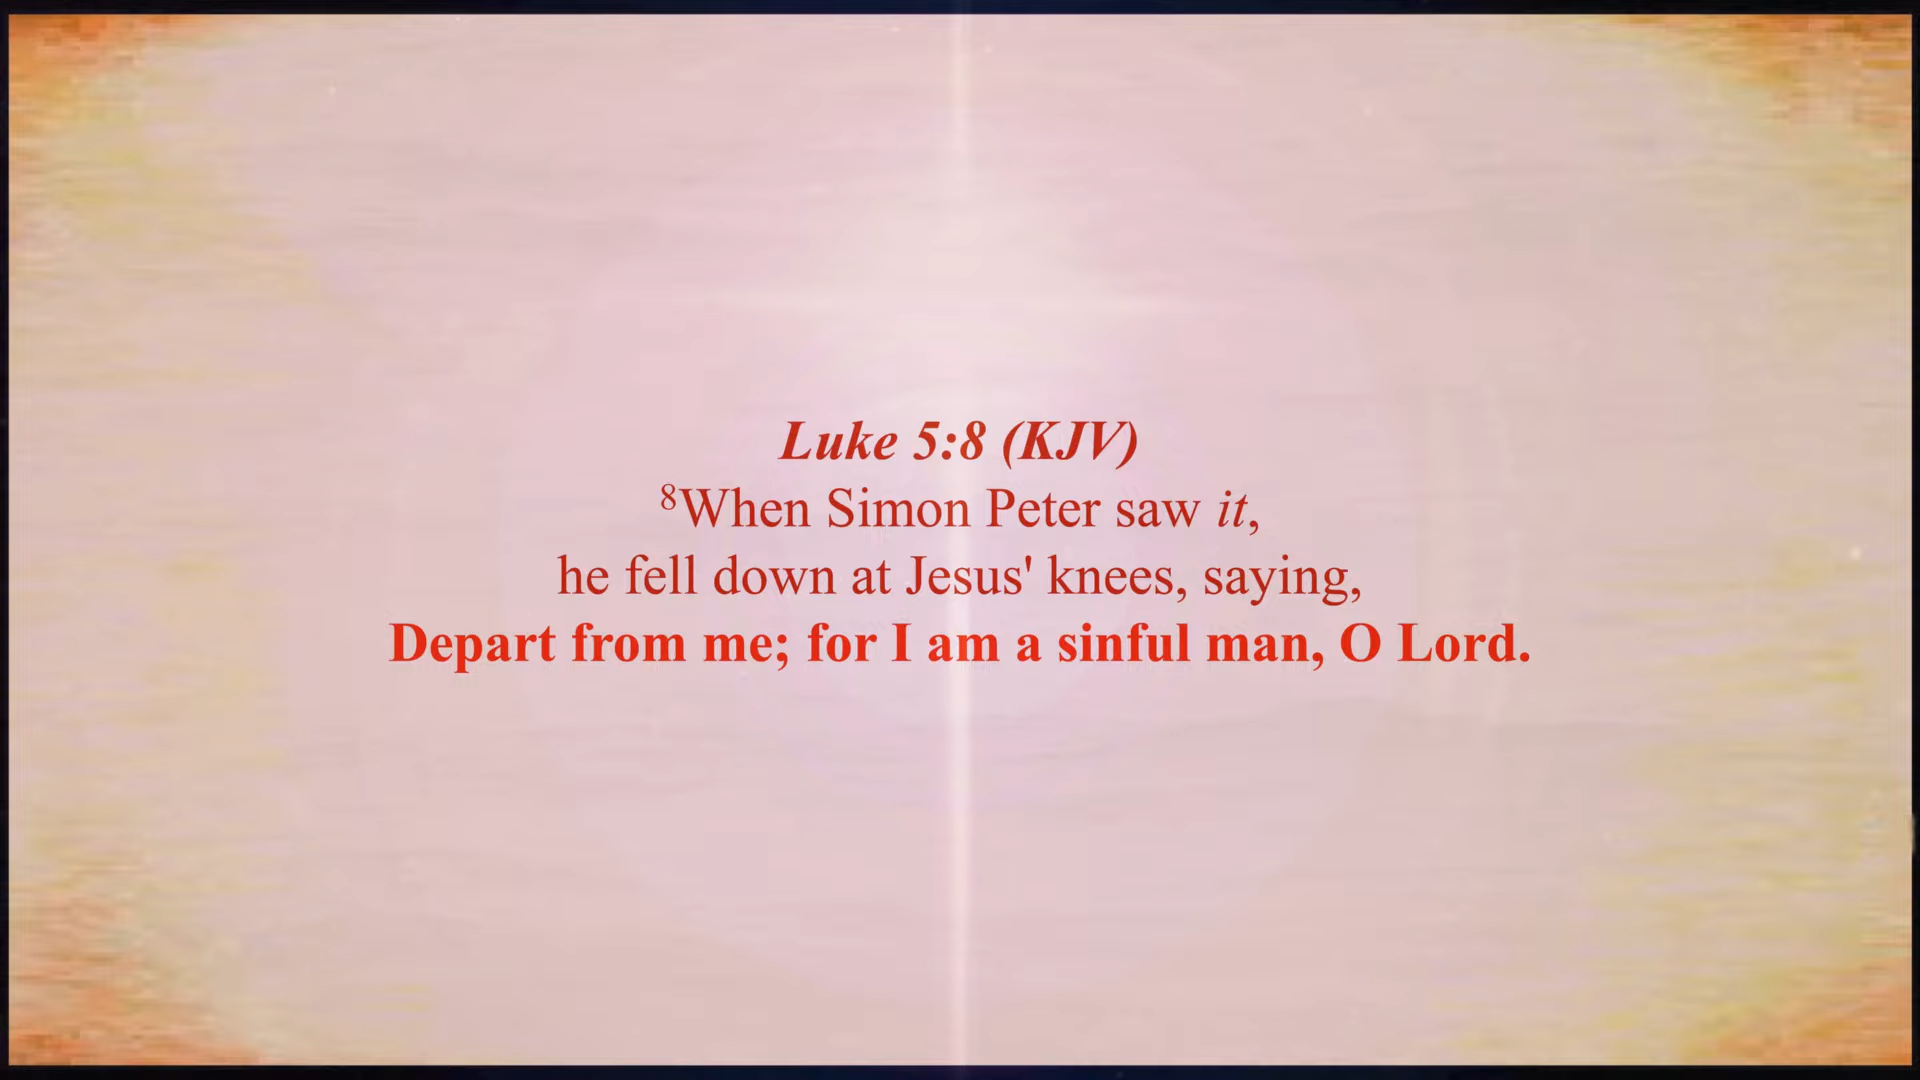 Luke 5:8 (KJV)
⁸When Simon Peter saw it,
he fell down at Jesus' knees, saying,
Depart from me; for I am a sinful man, O Lord.